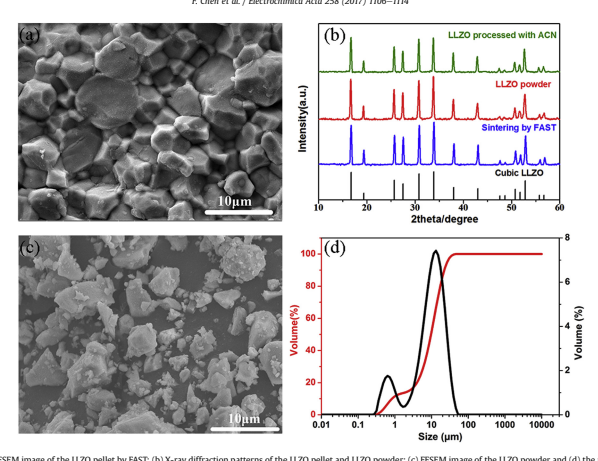 F. Chen et al. / Electrochimica Acta 258 (2017) 1106–1114
(a)
10μm
(b)
LLZO processed with ACN
LLZO powder
Sintering by FAST
Cubic LLZO
Intensity(a.u.)
10 20 30 40 50 60
2theta/degree
(c)
10μm
(d)
100
80
60
40
20
0
Volume(%)
8
6
4
2
0
Volume (%)
0.01 0.1 1 10 100 1000 10000
Size (μm)
FESEM image of the LLZO pellet by FAST; (b) X-ray diffraction patterns of the LLZO pellet and LLZO powder; (c) FESEM image of the LLZO powder and (d) the